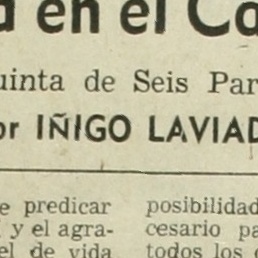 en el
uinta de Seis Par
or IÑIGO LAVIAD
e predicar
y el agra-
el de vida
posibilidad
cesario pa
todos los